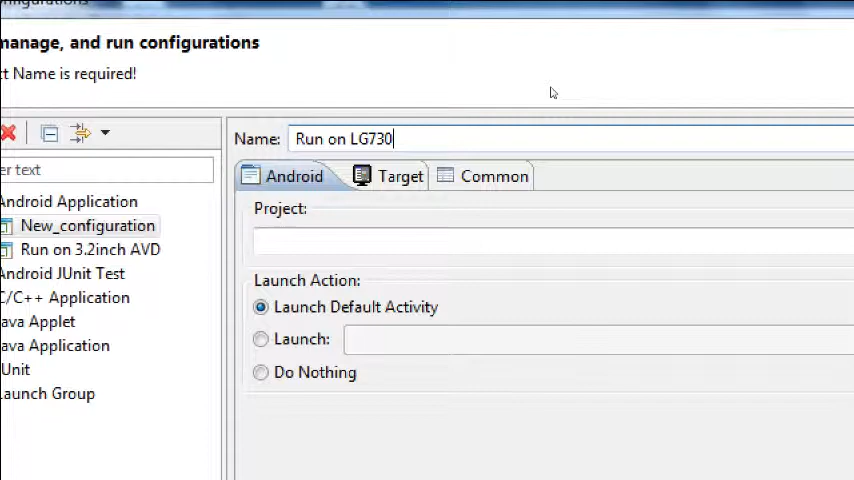 manage, and run configurations
ct Name is required!
Name: Run on LG730
er text
Android Target Common
Android Application
New_configuration
Run on 3.2inch AVD
Android JUnit Test
C/C++ Application
ava Applet
ava Application
Unit
aunch Group
Project:
Launch Action:
Launch Default Activity
Launch:
Do Nothing